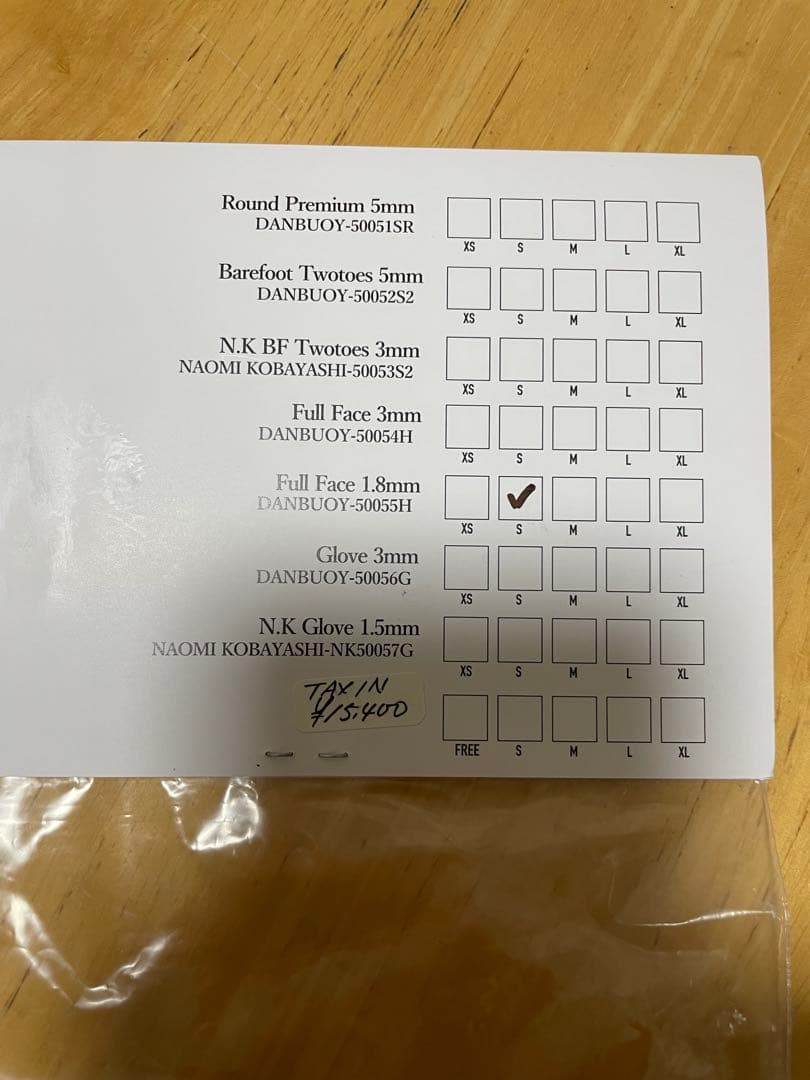 Round Premium 5mm
DANBUOY-50051SR
XS S M L XL
Barefoot Twotoes 5mm
DANBUOY-50052S2
XS S M L XL
N.K BF Twotoes 3mm
NAOMI KOBAYASHI-50053S2
XS S M L XL
Full Face 3mm
DANBUOY-50054H
XS S M L XL
Full Face 1.8mm
DANBUOY-50055H
✓
XS S M L XL
Glove 3mm
DANBUOY-50056G
XS S M L XL
N.K Glove 1.5mm
NAOMI KOBAYASHI-NK50057G
XS S M L XL
TAX IN
¥15,400
FREE S M L XL